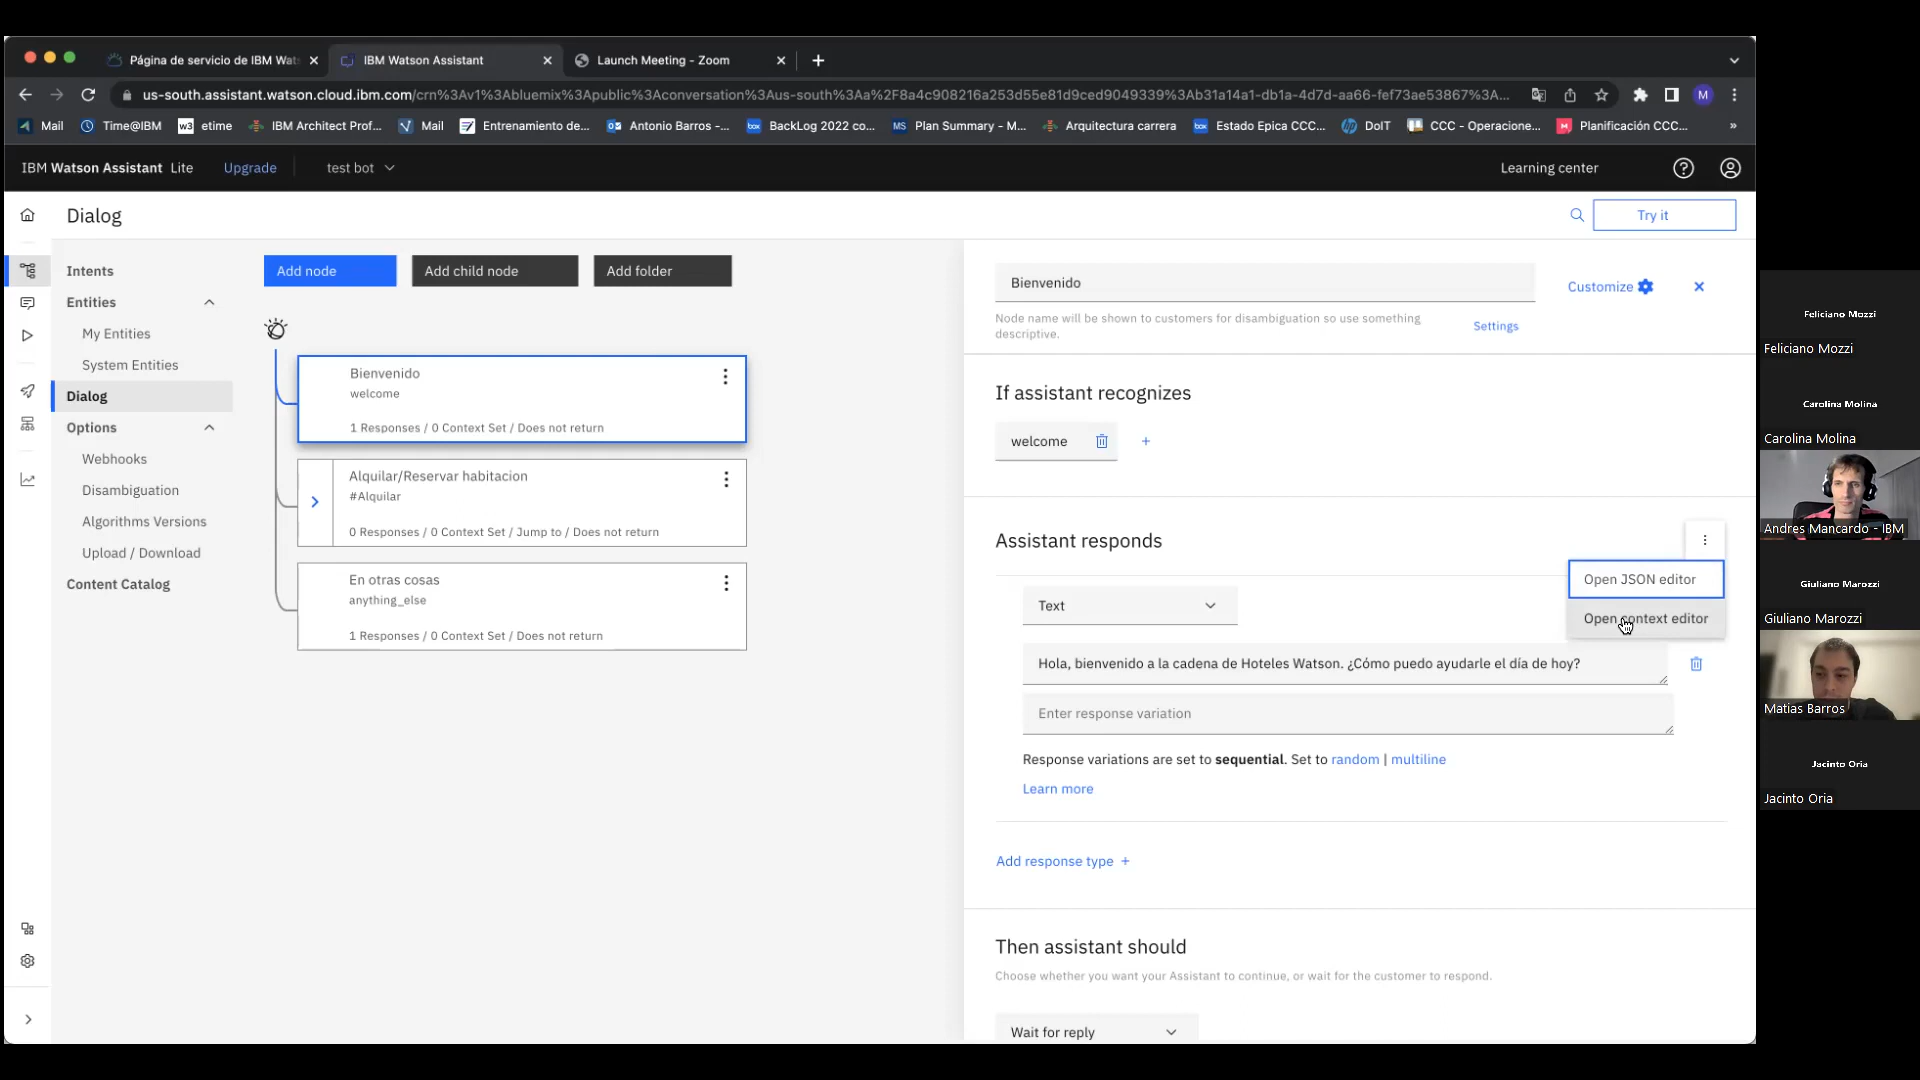 Página de servicio de IBM Wat
IBM Watson Assistant
Launch Meeting - Zoom
us-south.assistant.watson.cloud.ibm.com/crn%3Av1%3Abluemix%3Apublic%3Aconversation%3Aus-south%3Aa%2F8a4c908216a253d55e81d9ced9049339%3Ab31a14a1-db1a-4d7d-aa66-fef73ae53867%3A...
M
Mail
Time@IBM
w3 etime
IBM Architect Prof...
Mail
Entrenamiento de...
Antonio Barros -...
box BackLog 2022 co...
MS Plan Summary - M...
Arquitectura carrera
box Estado Epica CCC...
DoIT
CCC - Operacione...
Planificación CCC...
»
IBM Watson Assistant Lite
Upgrade
test bot
Learning center
Dialog
Try it
Intents
Entities
My Entities
System Entities
Dialog
Options
Webhooks
Disambiguation
Algorithms Versions
Upload / Download
Content Catalog
Add node
Add child node
Add folder
Bienvenido
welcome
1 Responses / 0 Context Set / Does not return
Alquilar/Reservar habitacion
#Alquilar
0 Responses / 0 Context Set / Jump to / Does not return
En otras cosas
anything_else
1 Responses / 0 Context Set / Does not return
Bienvenido
Customize
Node name will be shown to customers for disambiguation so use something
descriptive.
Settings
If assistant recognizes
welcome
Assistant responds
Open JSON editor
Open context editor
Text
Hola, bienvenido a la cadena de Hoteles Watson. ¿Cómo puedo ayudarle el día de hoy?
Enter response variation
Response variations are set to sequential. Set to random | multiline
Learn more
Add response type +
Then assistant should
Choose whether you want your Assistant to continue, or wait for the customer to respond.
Wait for reply
Feliciano Mozzi
Feliciano Mozzi
Carolina Molina
Carolina Molina
Andres Mancardo - IBM
Giuliano Marozzi
Giuliano Marozzi
Matias Barros
Jacinto Oria
Jacinto Oria